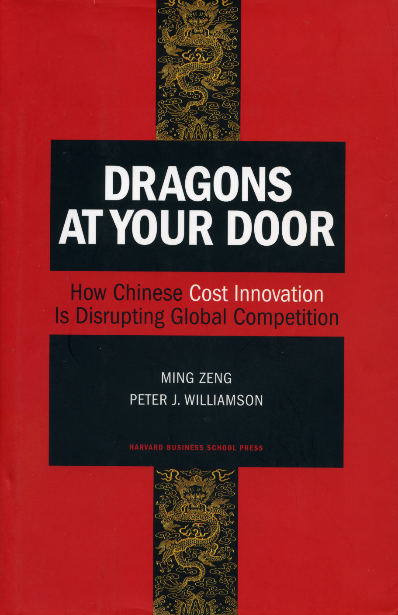 DRAGONS
AT YOUR DOOR
How Chinese Cost Innovation
Is Disrupting Global Competition
MING ZENG
PETER J. WILLIAMSON
HARVARD BUSINESS SCHOOL PRESS